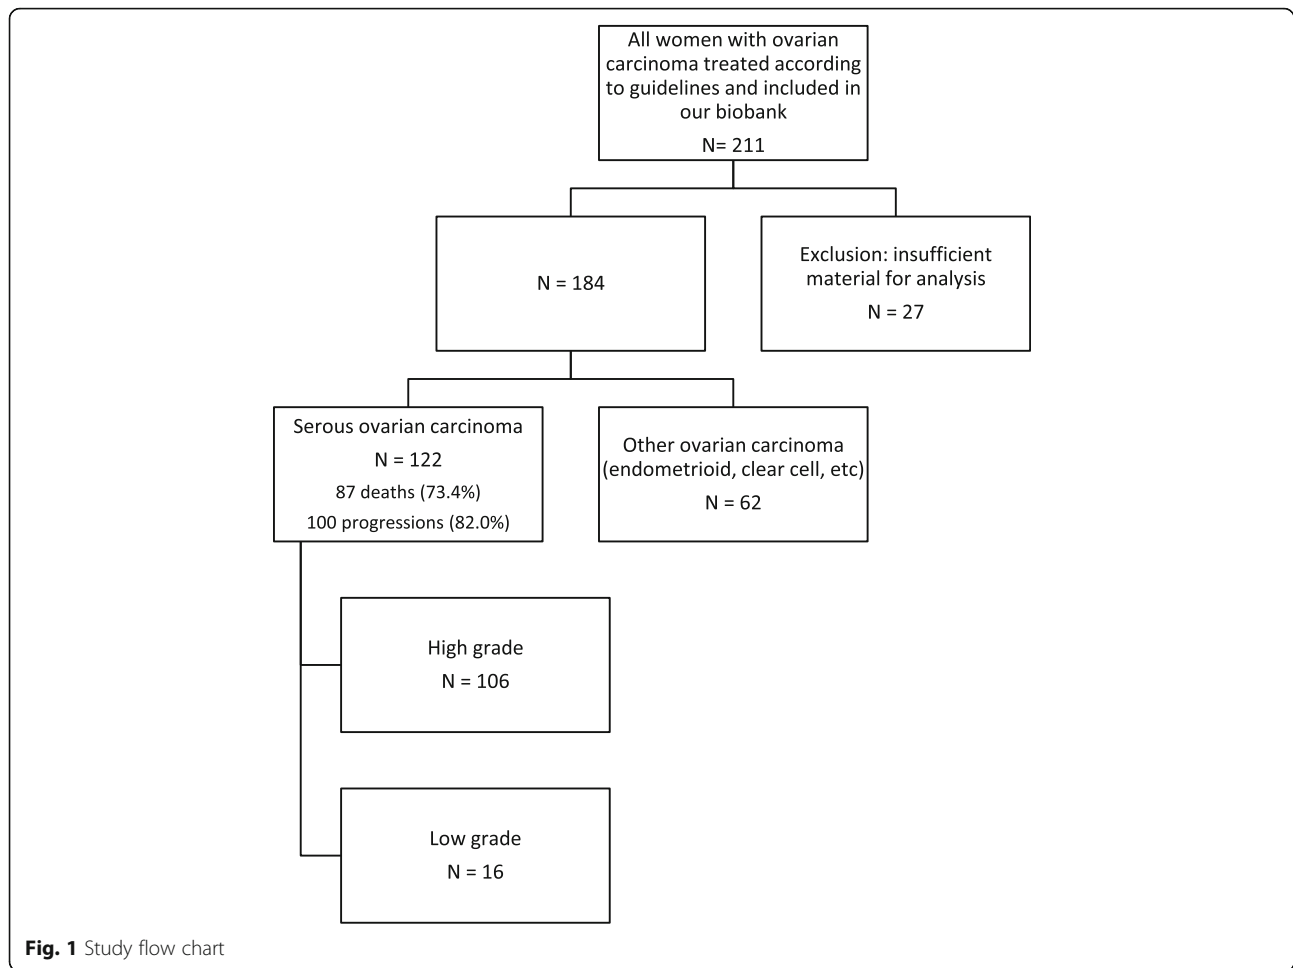 All women with ovarian
carcinoma treated according
to guidelines and included in
our biobank
N= 211
N = 184
Exclusion: insufficient
material for analysis
N = 27
Serous ovarian carcinoma
N = 122
87 deaths (73.4%)
100 progressions (82.0%)
Other ovarian carcinoma
(endometrioid, clear cell, etc)
N = 62
High grade
N = 106
Low grade
N = 16
Fig. 1 Study flow chart